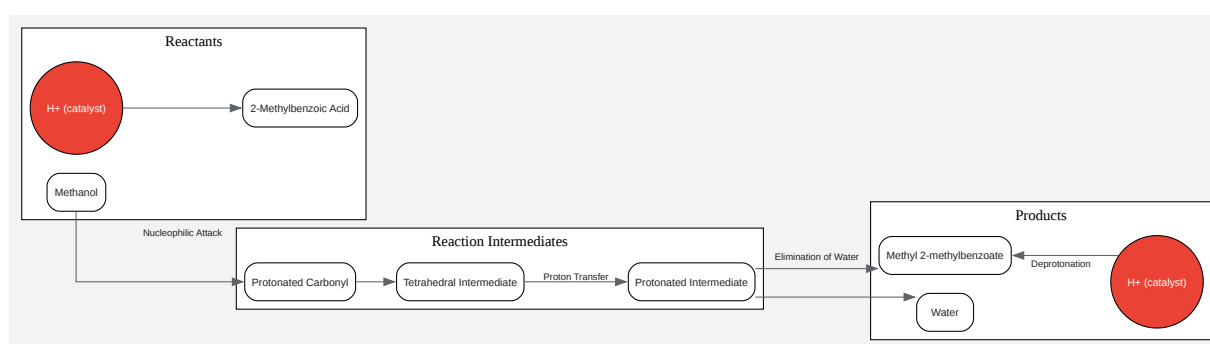 Reactants
H+ (catalyst)
2-Methylbenzoic Acid
Methanol
Nucleophilic Attack
Reaction Intermediates
Protonated Carbonyl
Tetrahedral Intermediate
Proton Transfer
Protonated Intermediate
Elimination of Water
Products
Methyl 2-methylbenzoate
Deprotonation
H+ (catalyst)
Water